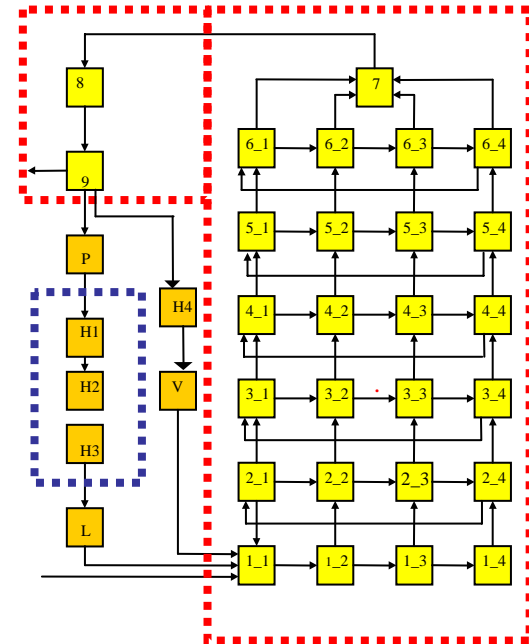 8
7
6_1 6_2 6_3 6_4
9
5_1 5_2 5_3 5_4
P
H4
4_1 4_2 4_3 4_4
H1
H2
V
3_1 3_2 3_3 3_4
H3
2_1 2_2 2_3 2_4
L
1_1 1_2 1_3 1_4